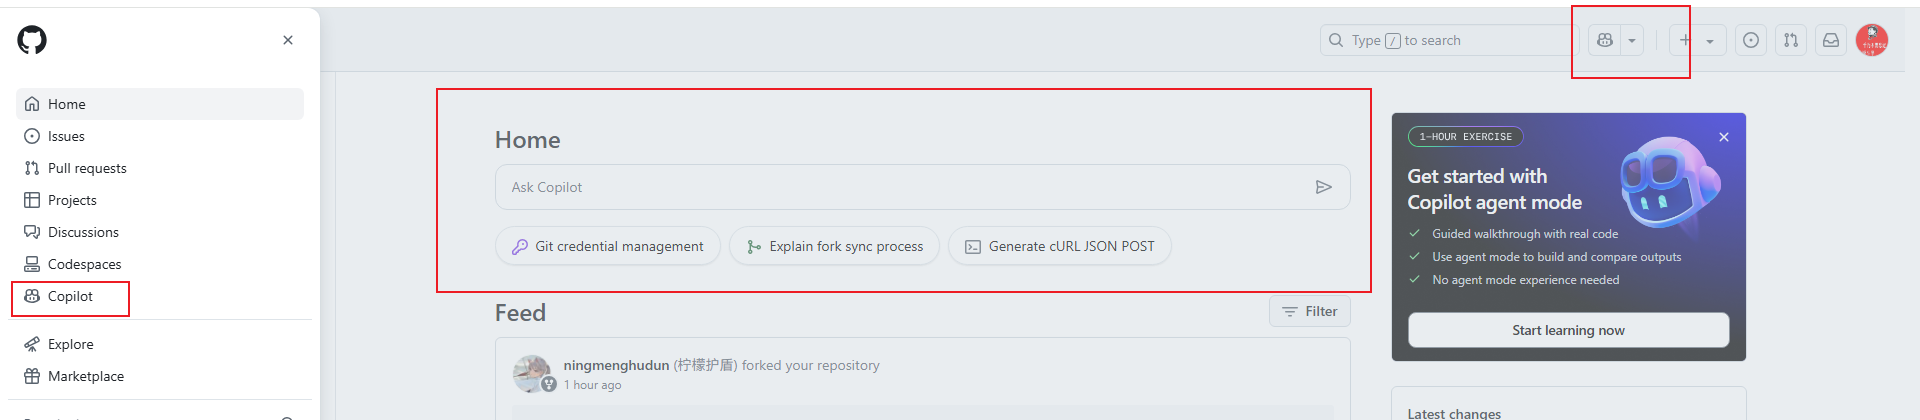 Type / to search
Home
Issues
Pull requests
Projects
Discussions
Codespaces
Copilot
Explore
Marketplace
Home
Ask Copilot
Git credential management
Explain fork sync process
Generate cURL JSON POST
Feed
Filter
ningmenghudun (柠檬护盾) forked your repository
1 hour ago
1-HOUR EXERCISE
Get started with
Copilot agent mode
Guided walkthrough with real code
Use agent mode to build and compare outputs
No agent mode experience needed
Start learning now
Latest changes